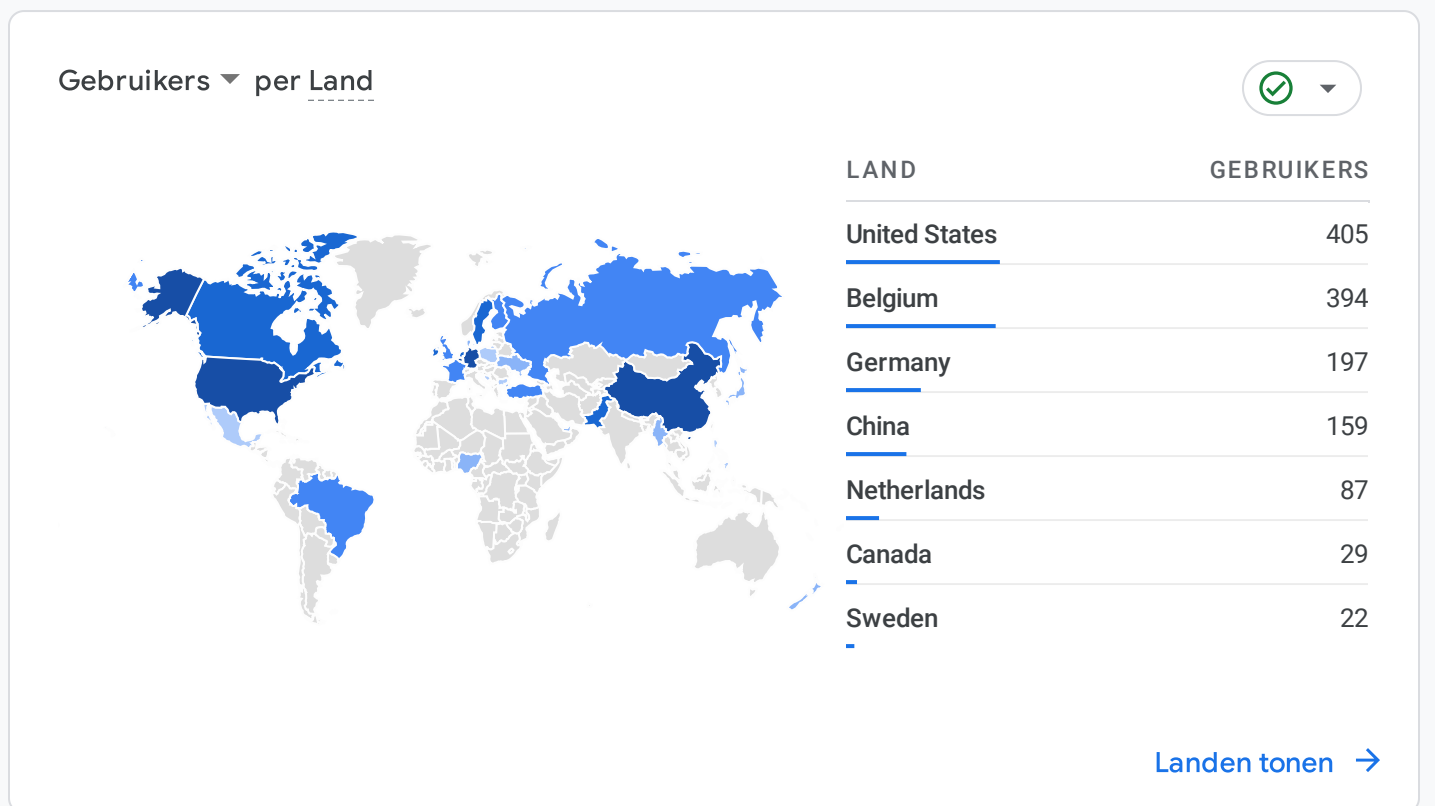 Gebruikers per Land
LAND GEBRUIKERS
United States 405
Belgium 394
Germany 197
China 159
Netherlands 87
Canada 29
Sweden 22
Landen tonen